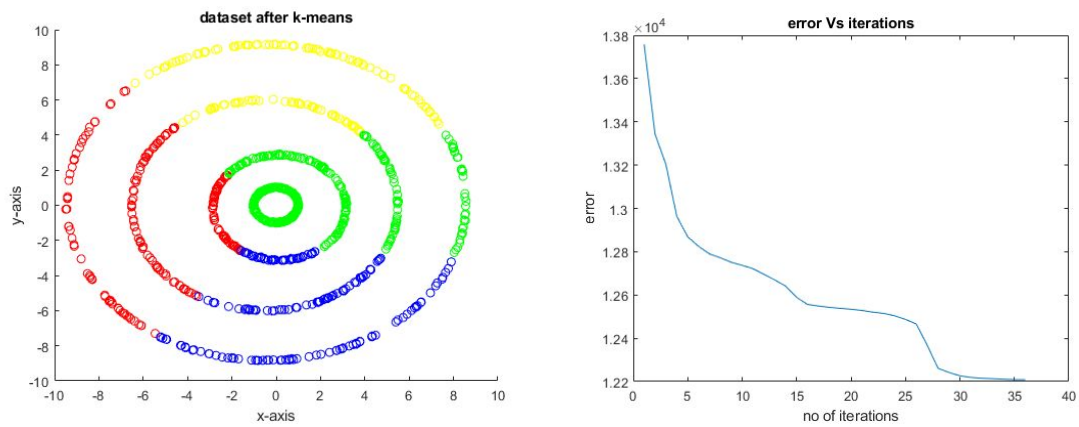 dataset after k-means
10
8
6
4
2
0
-2
-4
-6
-8
-10
y-axis
-10 -8 -6 -4 -2 0 2 4 6 8 10
x-axis
error Vs iterations
×10⁴
1.38
1.36
1.34
1.32
1.3
1.28
1.26
1.24
1.22
error
0 5 10 15 20 25 30 35 40
no of iterations